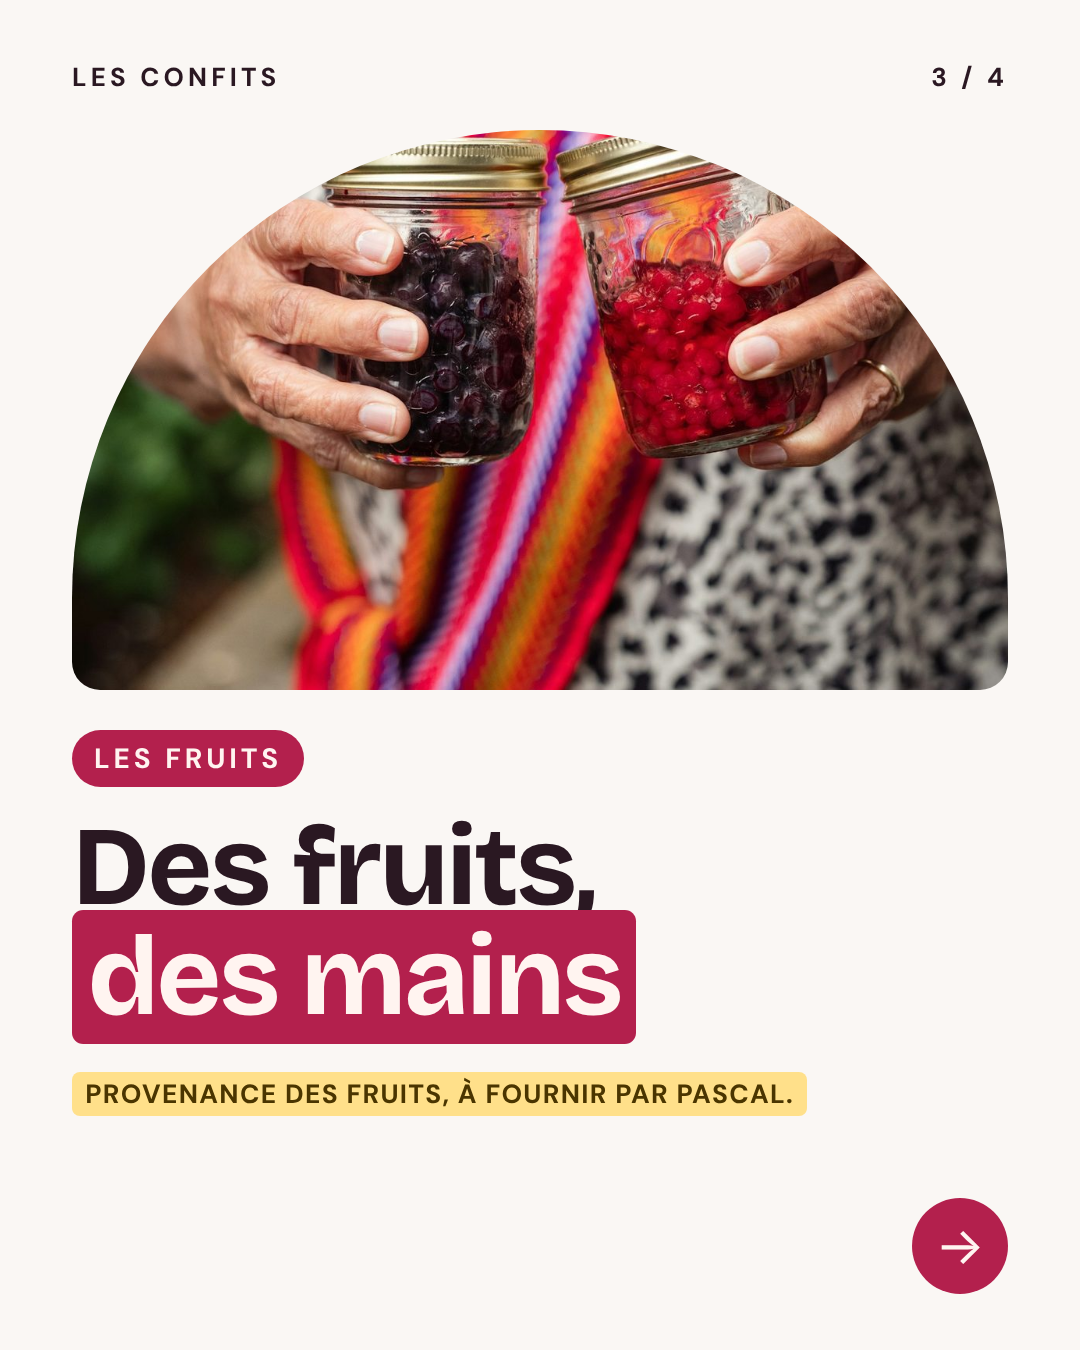 LES CONFITS
3 / 4
LES FRUITS
Des fruits,
des mains
PROVENANCE DES FRUITS, À FOURNIR PAR PASCAL.